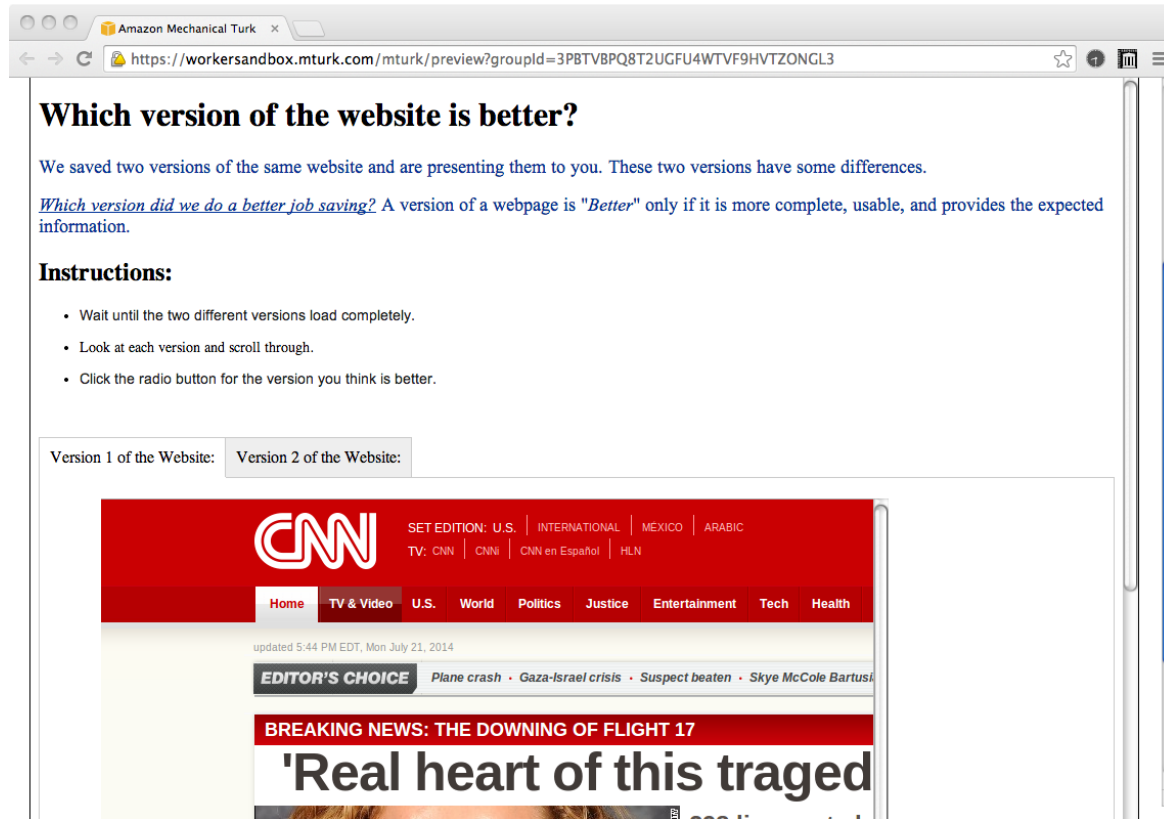 Amazon Mechanical Turk
https://workersandbox.mturk.com/mturk/preview?groupId=3PBTVBPQ8T2UGFU4WTVF9HVTZONGL3
Which version of the website is better?
We saved two versions of the same website and are presenting them to you. These two versions have some differences.
Which version did we do a better job saving? A version of a webpage is "Better" only if it is more complete, usable, and provides the expected
information.
Instructions:
• Wait until the two different versions load completely.
• Look at each version and scroll through.
• Click the radio button for the version you think is better.
Version 1 of the Website: Version 2 of the Website:
CNN
SET EDITION: U.S. INTERNATIONAL MÉXICO ARABIC
TV: CNN CNNi CNN en Español HLN
Home TV & Video U.S. World Politics Justice Entertainment Tech Health
updated 5:44 PM EDT, Mon July 21, 2014
EDITOR'S CHOICE Plane crash • Gaza-Israel crisis • Suspect beaten • Skye McCole
BREAKING NEWS: THE DOWNING OF FLIGHT 17
'Real heart of this traged